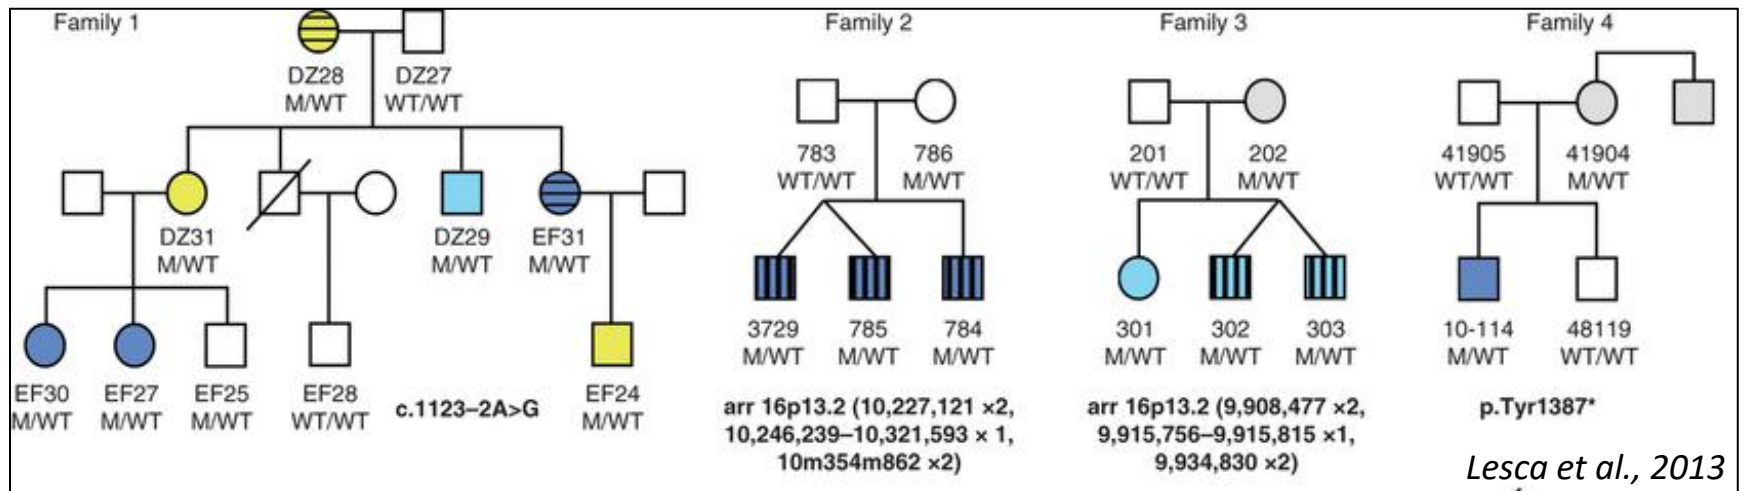 Family 1
DZ28
M/WT
DZ27
WT/WT
DZ31
M/WT
DZ29
M/WT
EF31
M/WT
EF30
M/WT
EF27
M/WT
EF25
M/WT
EF28
WT/WT
c.1123–2A>G
EF24
M/WT
Family 2
783
WT/WT
786
M/WT
3729
M/WT
785
M/WT
784
M/WT
arr 16p13.2 (10,227,121 ×2,
10,246,239–10,321,593 × 1,
10m354m862 ×2)
Family 3
201
WT/WT
202
M/WT
301
M/WT
302
M/WT
303
M/WT
arr 16p13.2 (9,908,477 ×2,
9,915,756–9,915,815 ×1,
9,934,830 ×2)
Family 4
41905
WT/WT
41904
M/WT
10-114
M/WT
48119
WT/WT
p.Tyr1387*
Lesca et al., 2013